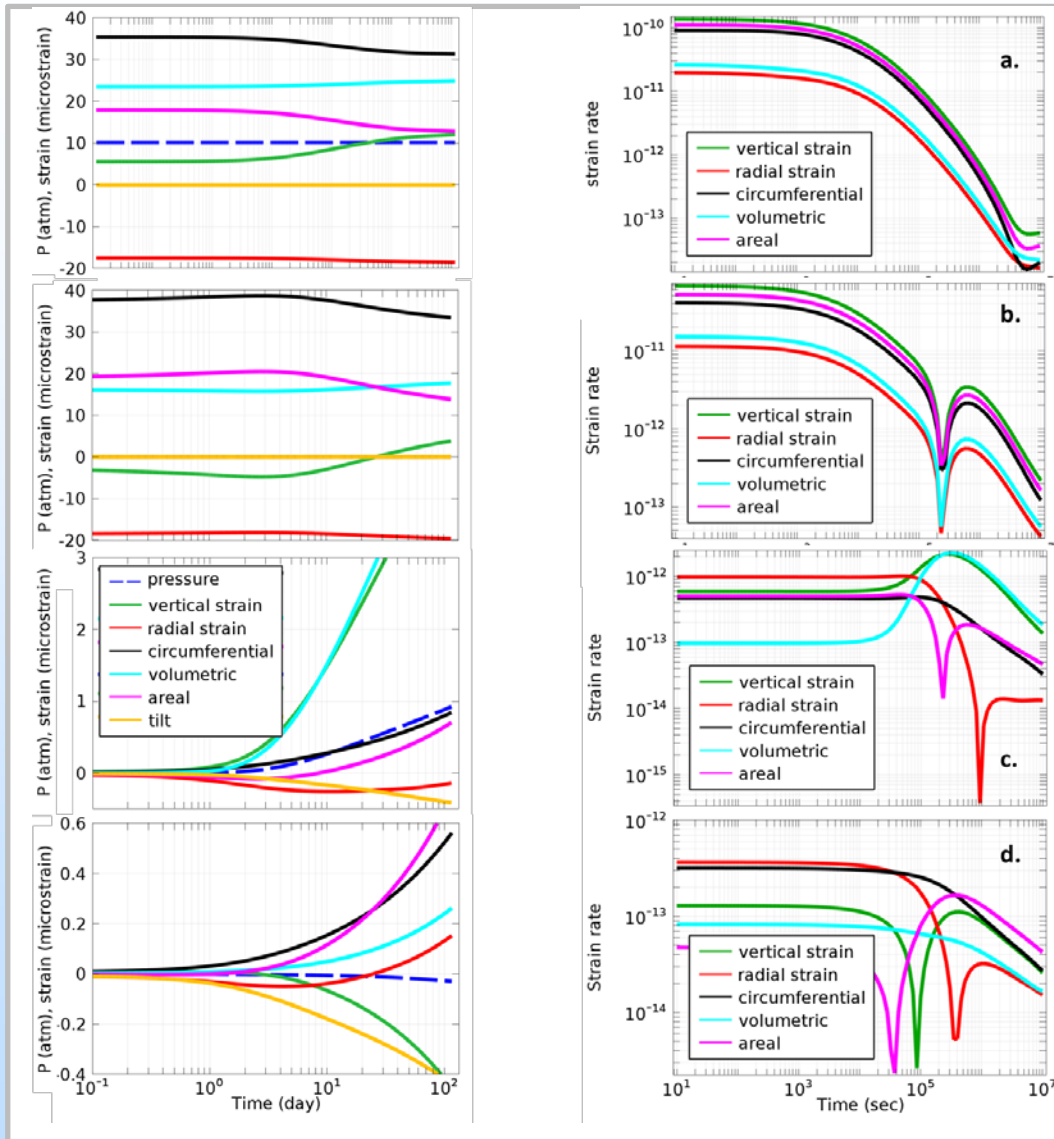 40
30
20
10
0
-10
-20
P (atm), strain (microstrain)
10⁻¹⁰
10⁻¹¹
10⁻¹²
10⁻¹³
strain rate
a.
vertical strain
radial strain
circumferential
volumetric
areal
40
30
20
10
0
-10
-20
P (atm), strain (microstrain)
10⁻¹¹
10⁻¹²
10⁻¹³
Strain rate
b.
vertical strain
radial strain
circumferential
volumetric
areal
3
2
1
0
P (atm), strain (microstrain)
pressure
vertical strain
radial strain
circumferential
volumetric
areal
tilt
10⁻¹²
10⁻¹³
10⁻¹⁴
10⁻¹⁵
Strain rate
c.
vertical strain
radial strain
circumferential
volumetric
areal
0.6
0.4
0.2
0
-0.2
-0.4
P (atm), strain (microstrain)
10⁻¹ 10⁰ 10¹ 10²
Time (day)
10⁻¹²
10⁻¹³
10⁻¹⁴
Strain rate
d.
vertical strain
radial strain
circumferential
volumetric
areal
10¹ 10³ 10⁵ 10⁷
Time (sec)